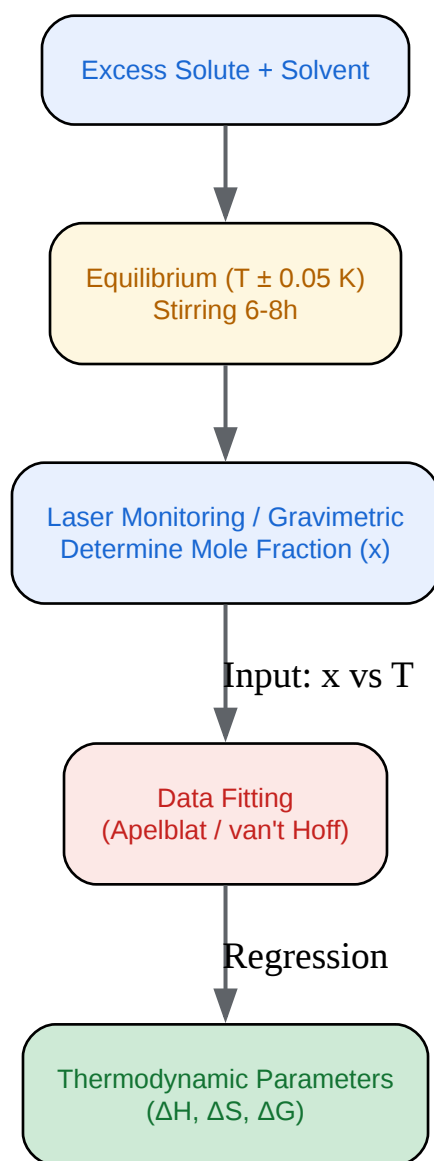 Excess Solute + Solvent
Equilibrium (T ± 0.05 K)
Stirring 6-8h
Laser Monitoring / Gravimetric
Determine Mole Fraction (x)
Input: x vs T
Data Fitting
(Apelblat / van't Hoff)
Regression
Thermodynamic Parameters
(ΔH, ΔS, ΔG)